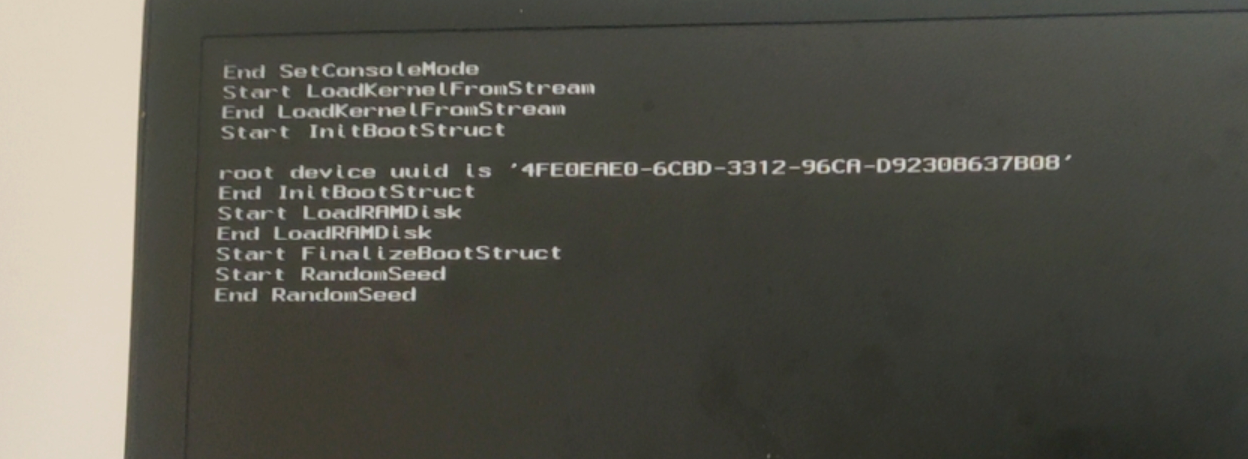 End SetConsoleMode
Start LoadKernelFromStream
End LoadKernelFromStream
Start InitBootStruct
root device uuid is '4FE0EAE0-6CBD-3312-96CA-D92308637B08'
End InitBootStruct
Start LoadRAMDisk
End LoadRAMDisk
Start FinalizeBootStruct
Start RandomSeed
End RandomSeed